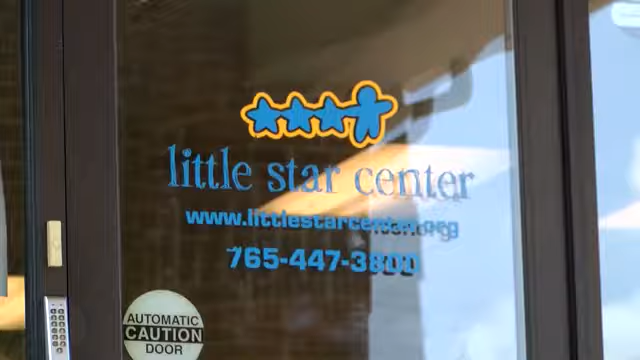 little star center
www.littlestarcenter.org
765-447-3800
AUTOMATIC
CAUTION
DOOR